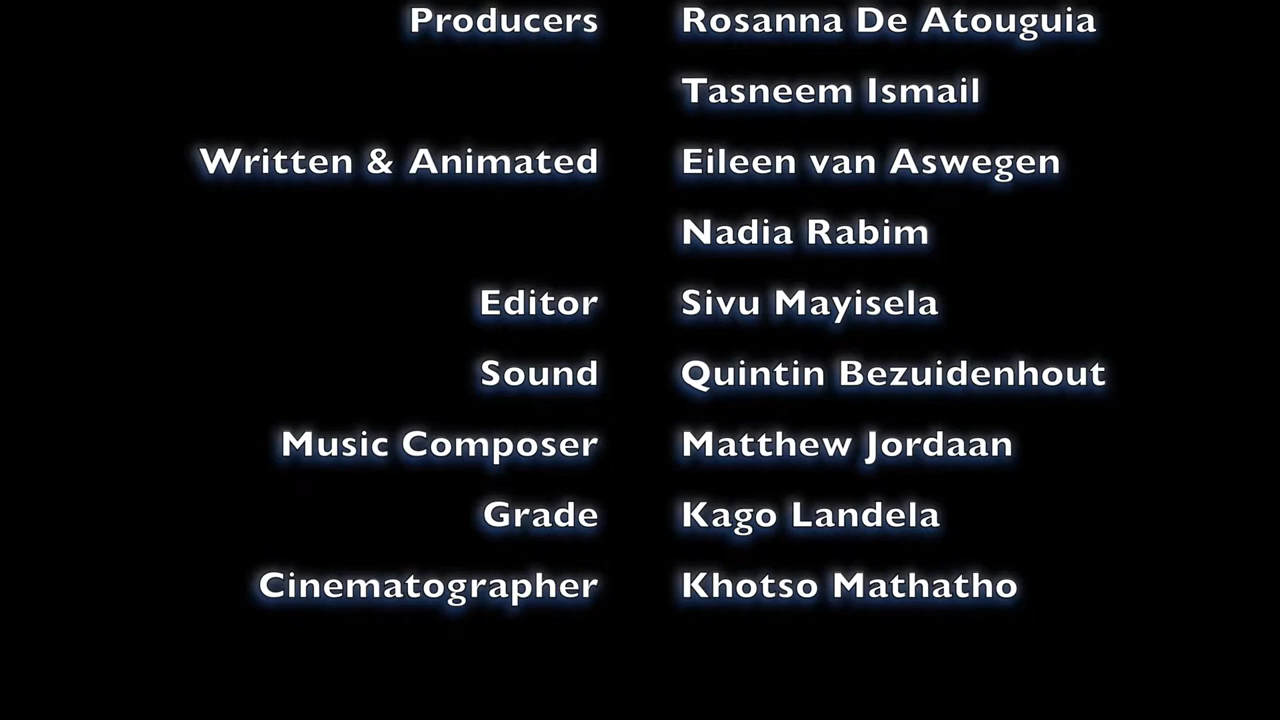 Producers Rosanna De Atouguia
Tasneem Ismail
Written & Animated Eileen van Aswegen
Nadia Rabim
Editor Sivu Mayisela
Sound Quintin Bezuidenhout
Music Composer Matthew Jordaan
Grade Kago Landela
Cinematographer Khotso Mathatho